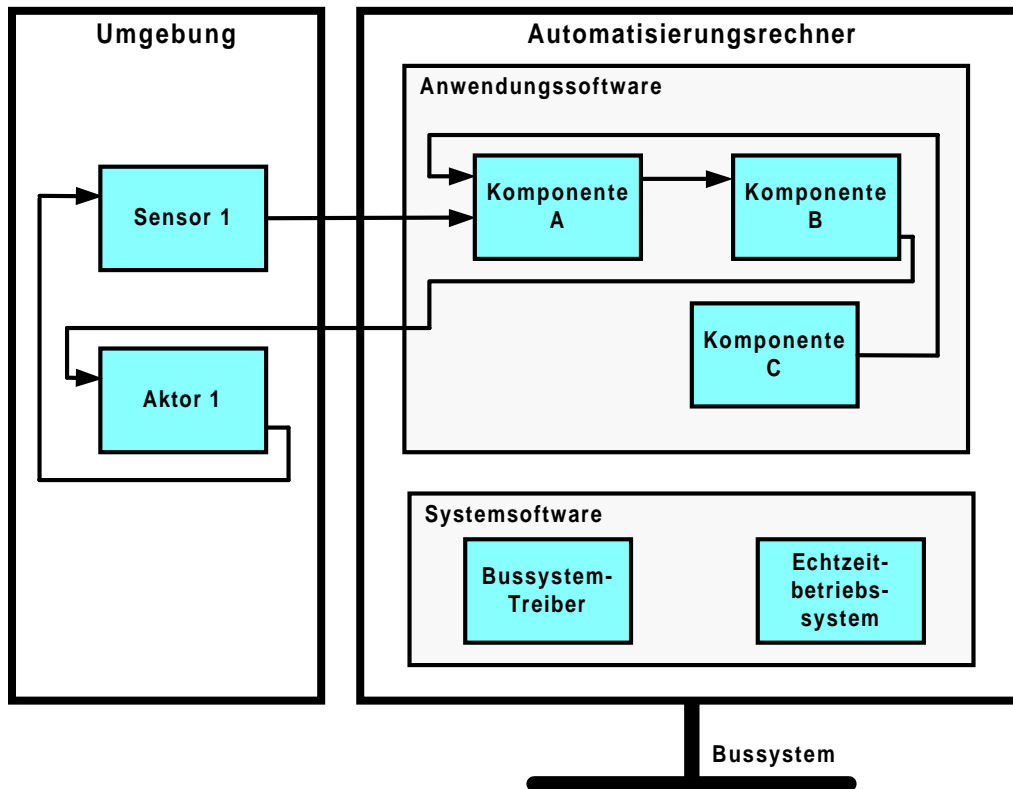 Umgebung
Automatisierungsrechner
Anwendungssoftware
Sensor 1
Komponente
A
Komponente
B
Aktor 1
Komponente
C
Systemsoftware
Bussystem-
Treiber
Echtzeit-
betriebs-
system
Bussystem